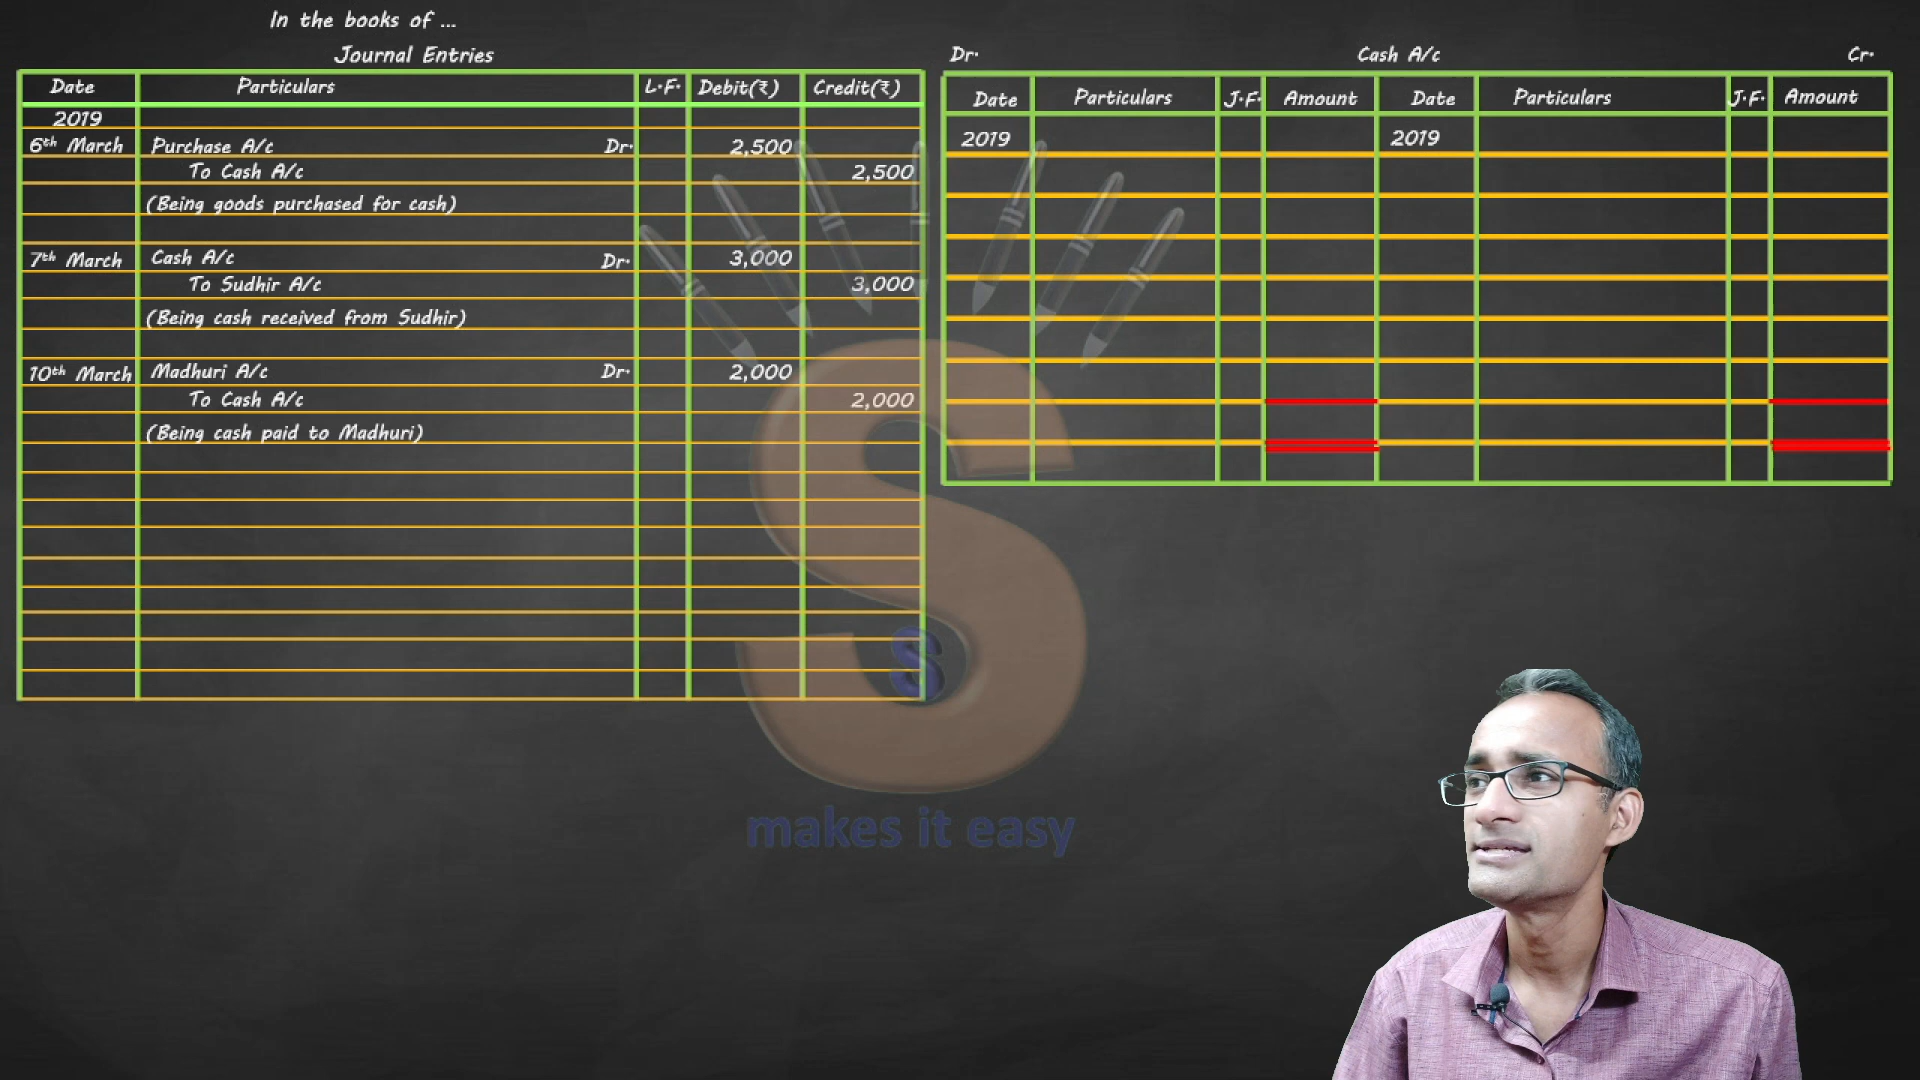 In the books of ...
Journal Entries
Date Particulars L.F. Debit(₹) Credit(₹)
2019
6th March Purchase A/c Dr. 2,500
To Cash A/c 2,500
(Being goods purchased for cash)
7th March Cash A/c Dr. 3,000
To Sudhir A/c 3,000
(Being cash received from Sudhir)
10th March Madhuri A/c Dr. 2,000
To Cash A/c 2,000
(Being cash paid to Madhuri)
Dr. Cash A/c Cr.
Date Particulars J.F. Amount Date Particulars J.F. Amount
2019 2019
S
S
makes it easy